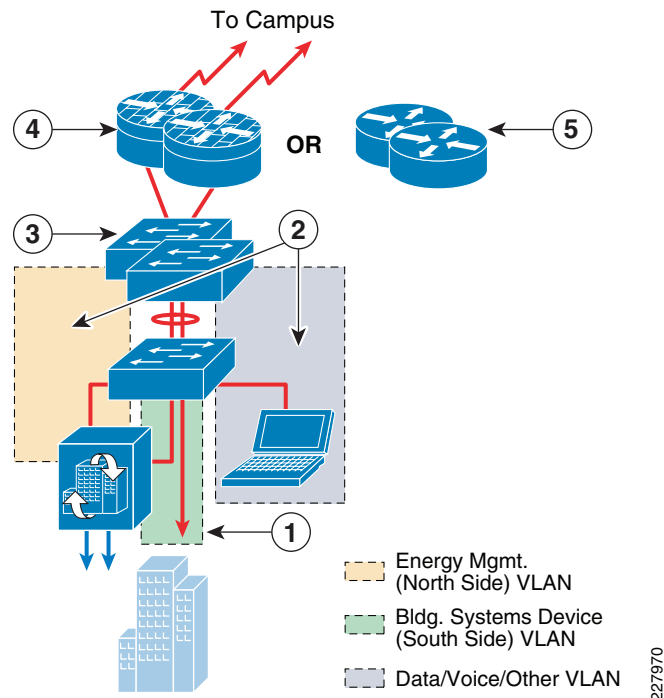 To Campus
4
OR
5
3
2
1
Energy Mgmt.
(North Side) VLAN
Bldg. Systems Device
(South Side) VLAN
Data/Voice/Other VLAN
227970